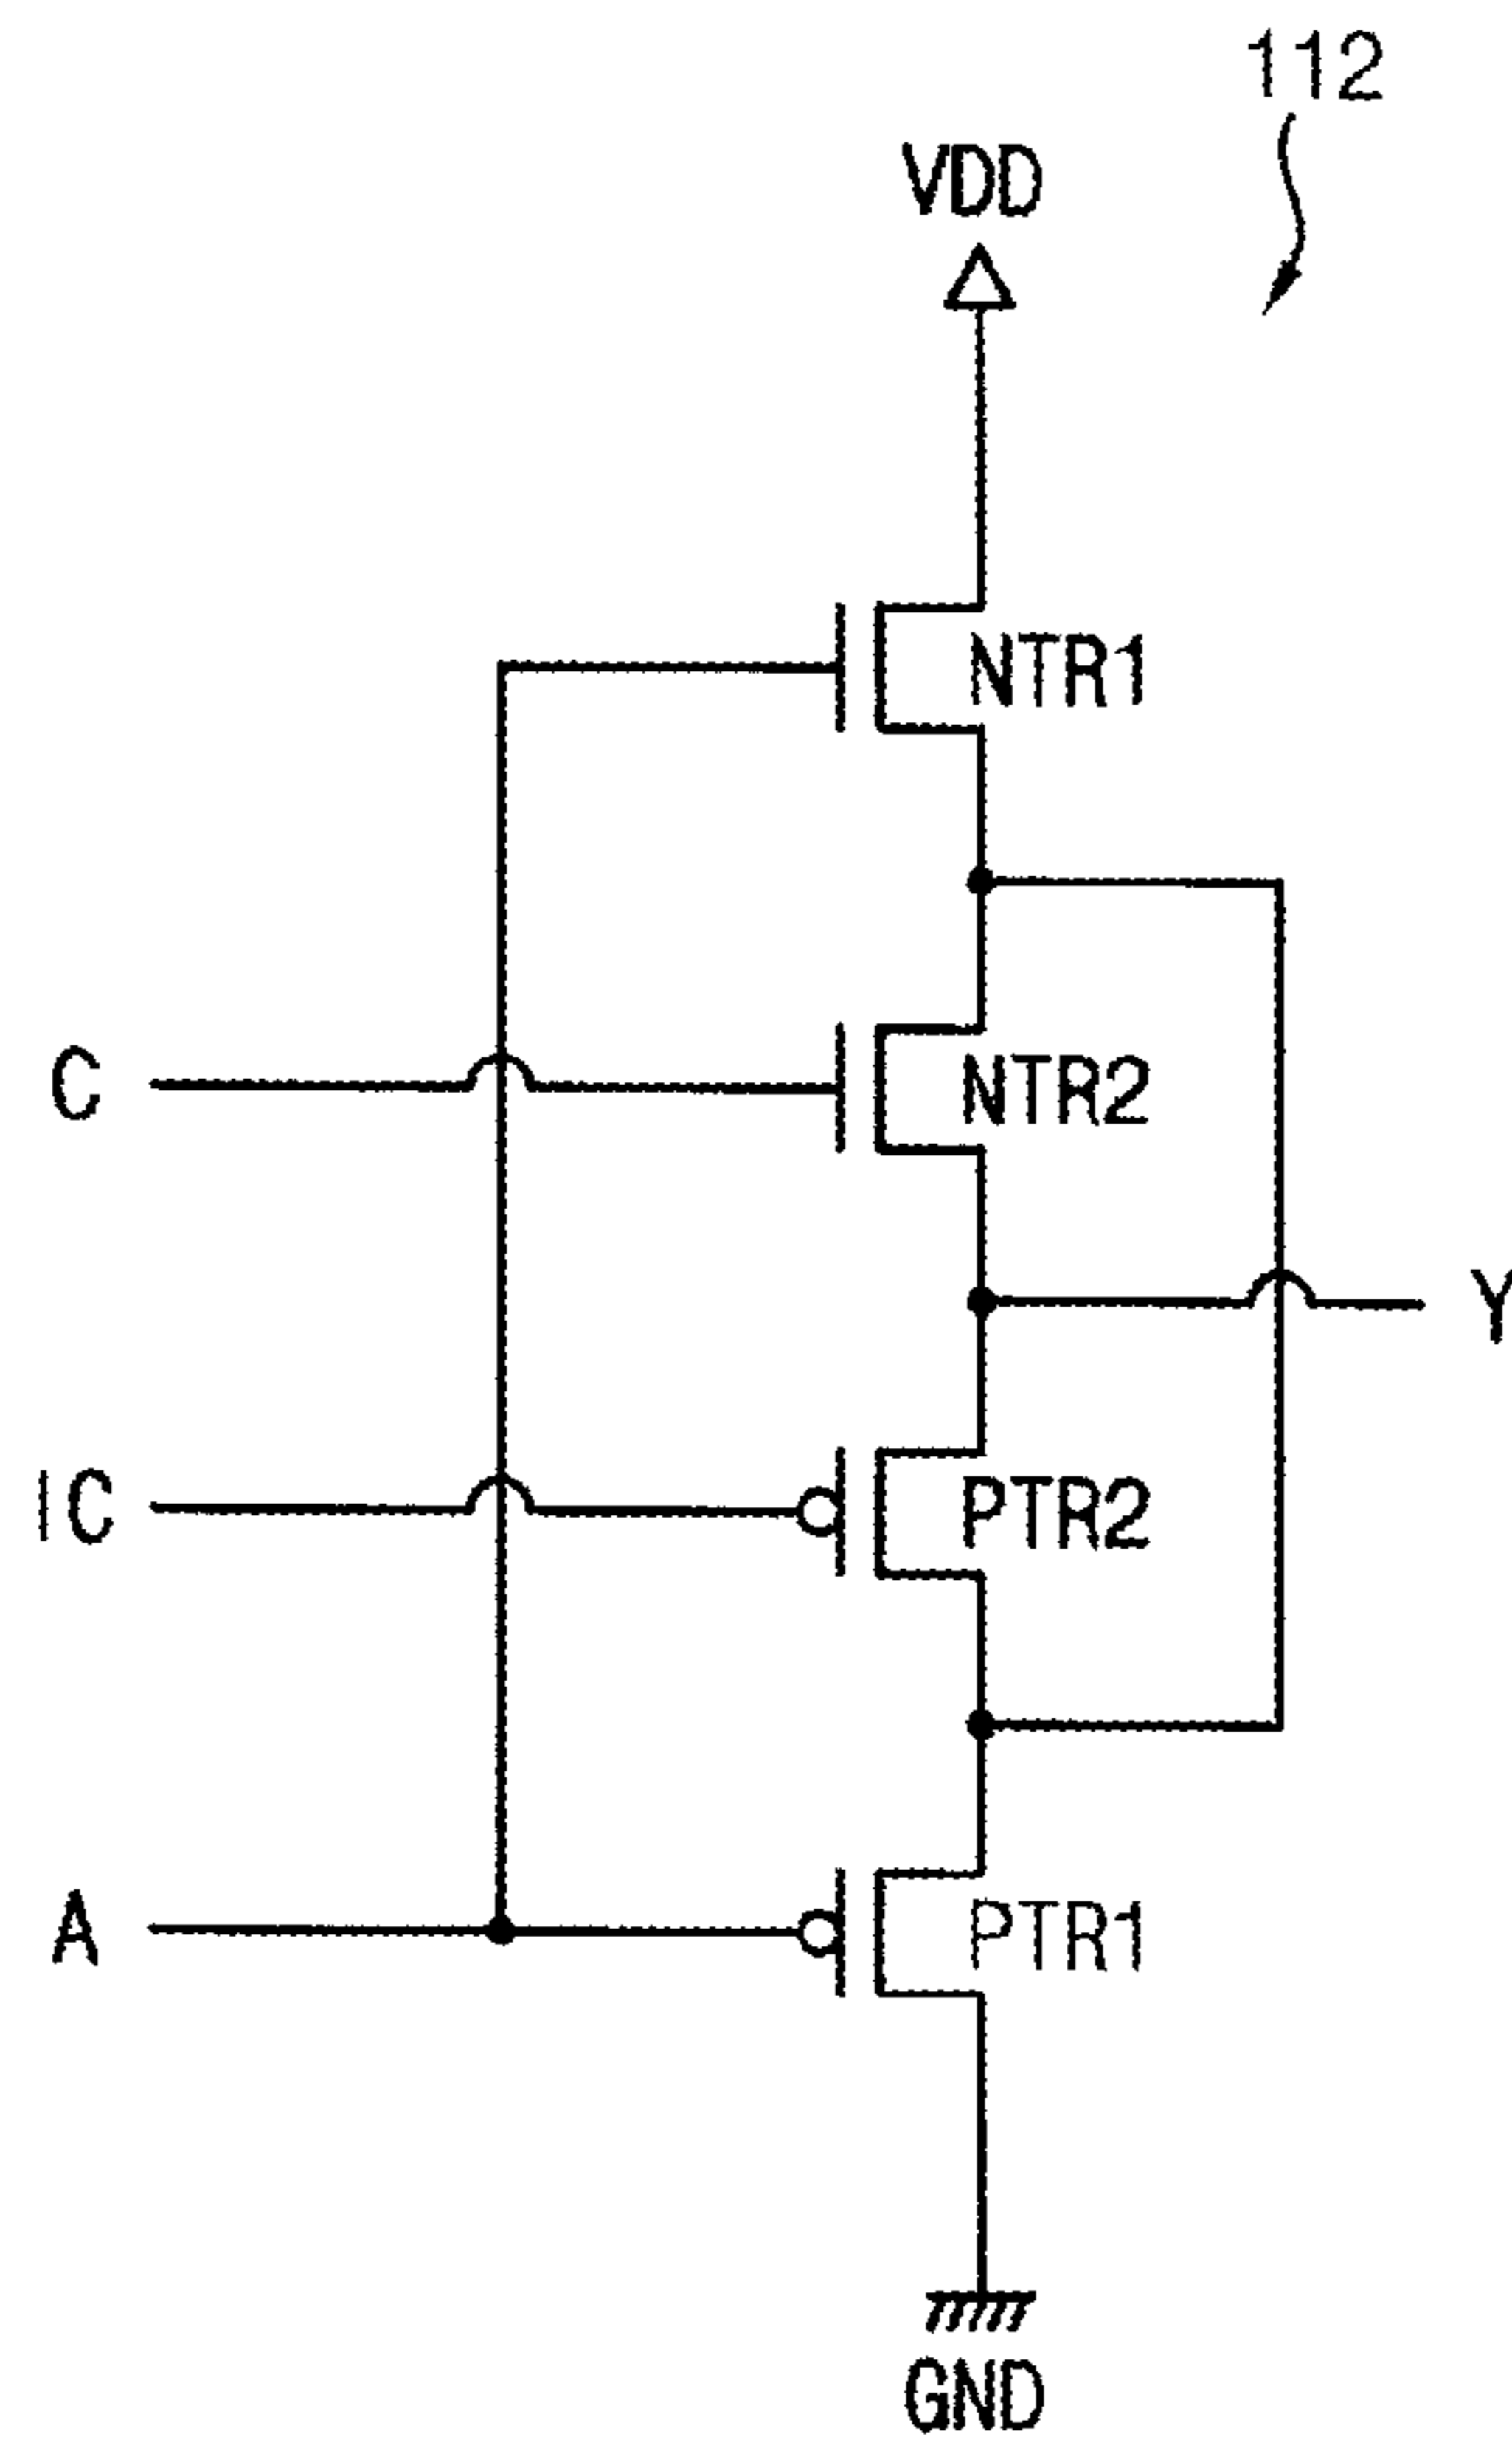 112
VDD
NTR1
C
NTR2
Y
IC
PTR2
A
PTR1
GND